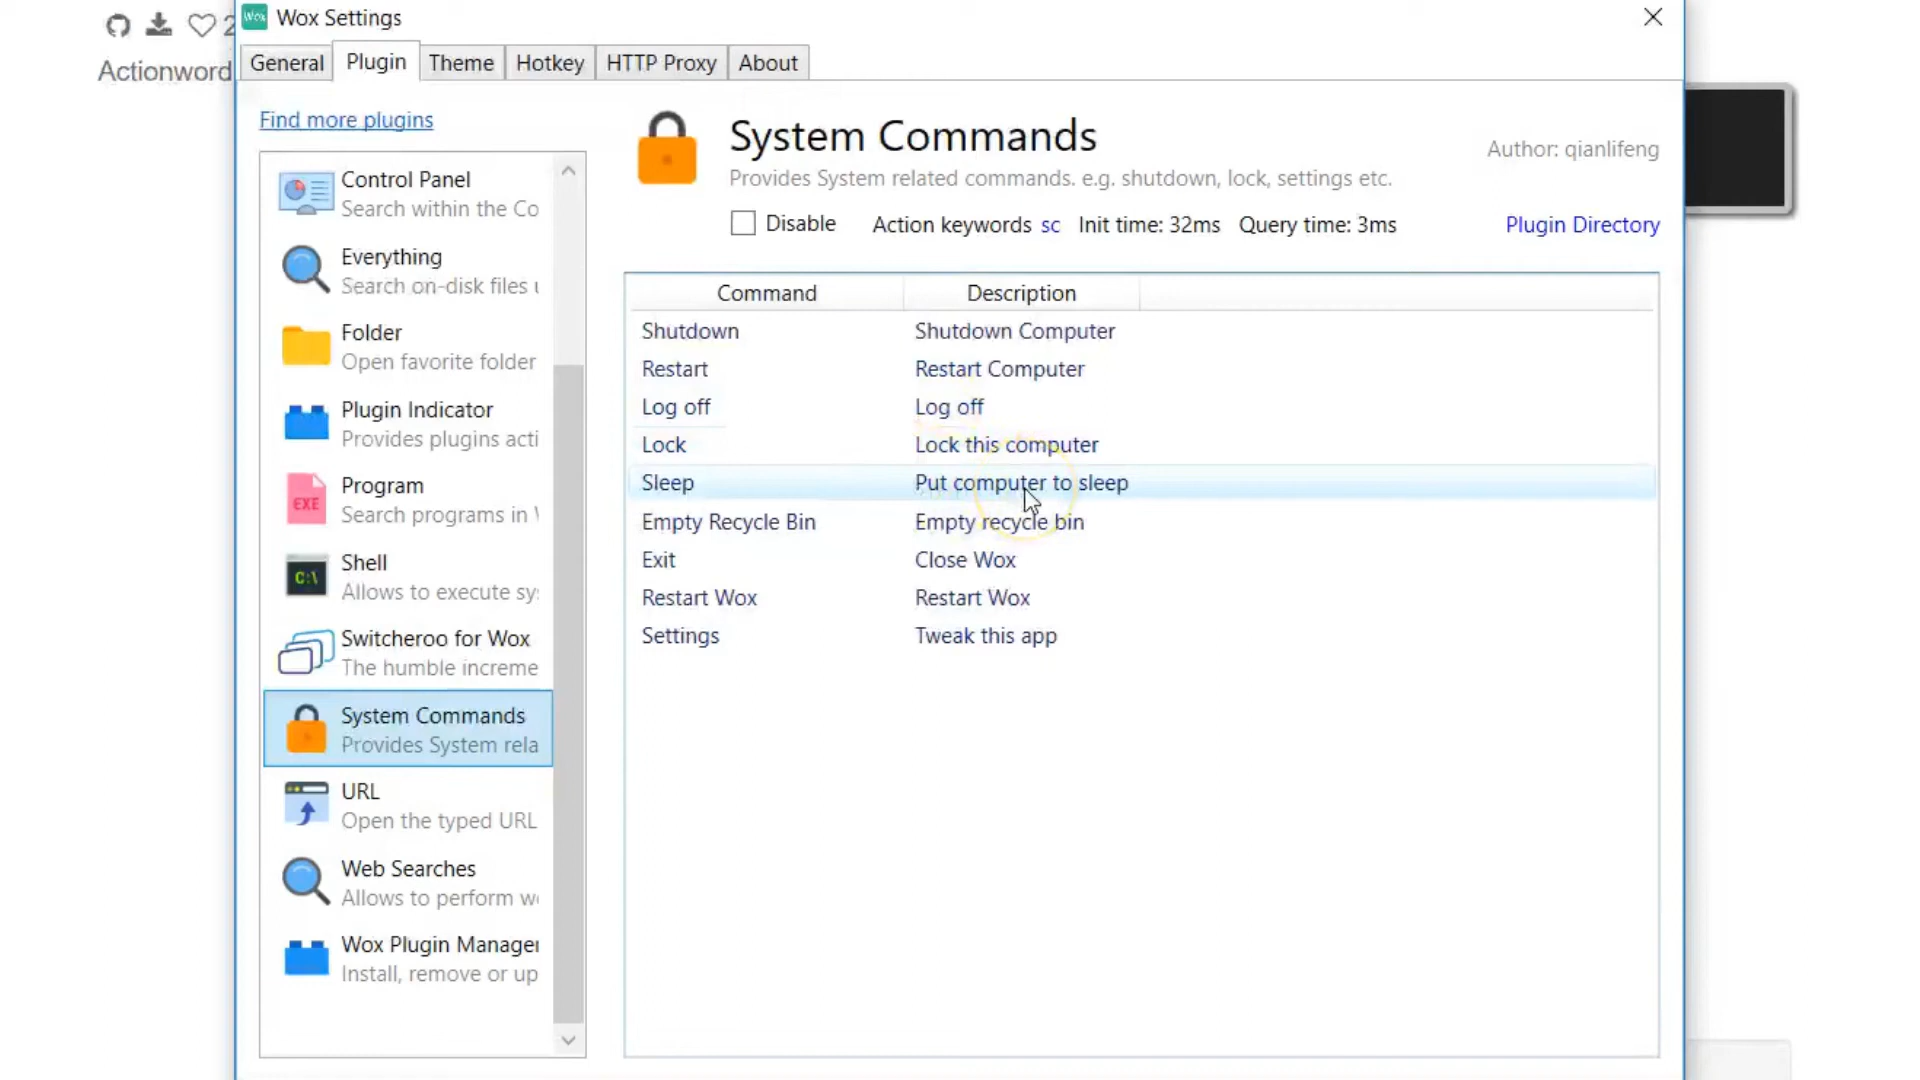 Wox Wox Settings
Actionword
General Plugin Theme Hotkey HTTP Proxy About
Find more plugins
Control Panel
Search within the Co
Everything
Search on-disk files u
Folder
Open favorite folder
Plugin Indicator
Provides plugins acti
EXE
Program
Search programs in W
C:\
Shell
Allows to execute sy:
Switcheroo for Wox
The humble increme
System Commands
Provides System rela
URL
Open the typed URL
Web Searches
Allows to perform we
Wox Plugin Manager
Install, remove or up
System Commands
Author: qianlifeng
Provides System related commands. e.g. shutdown, lock, settings etc.
Disable Action keywords sc Init time: 32ms Query time: 3ms Plugin Directory
Command Description
Shutdown Shutdown Computer
Restart Restart Computer
Log off Log off
Lock Lock this computer
Sleep Put computer to sleep
Empty Recycle Bin Empty recycle bin
Exit Close Wox
Restart Wox Restart Wox
Settings Tweak this app